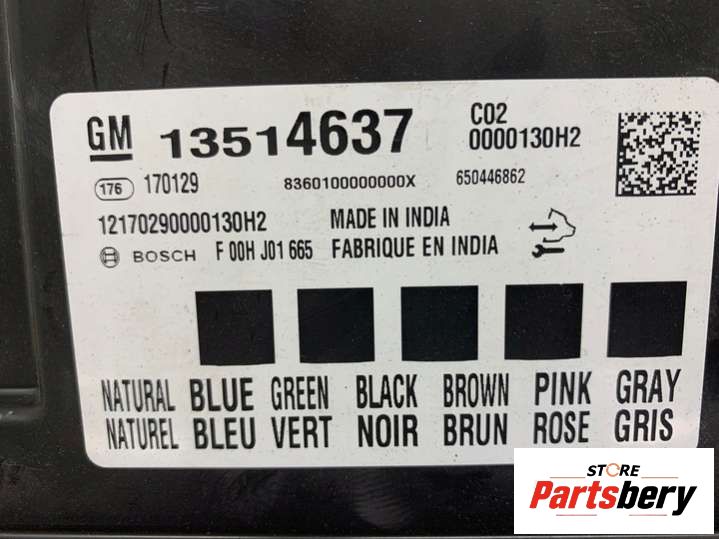 GM 13514637 C02
0000130H2
176 170129 8360100000000X 650446862
12170290000130H2 MADE IN INDIA
BOSCH F 00H J01 665 FABRIQUE EN INDIA
NATURAL BLUE GREEN BLACK BROWN PINK GRAY
NATUREL BLEU VERT NOIR BRUN ROSE GRIS
STORE
Partsbery